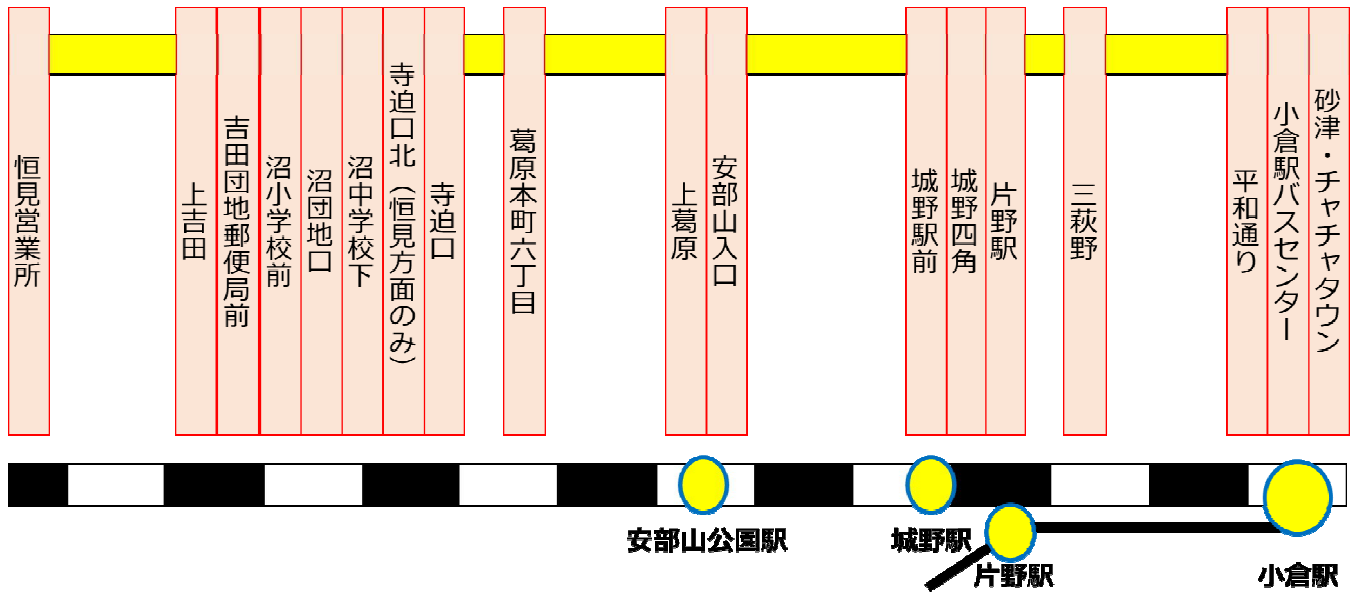 恒見営業所
上吉田
吉田団地郵便局前
沼小学校前
沼団地口
沼中学校下
寺迫口北（恒見方面のみ）
寺迫口
葛原本町六丁目
上葛原
安部山入口
城野駅前
城野四角
片野駅
三萩野
平和通り
小倉駅バスセンター
砂津・チャチャタウン
安部山公園駅
城野駅
片野駅
小倉駅